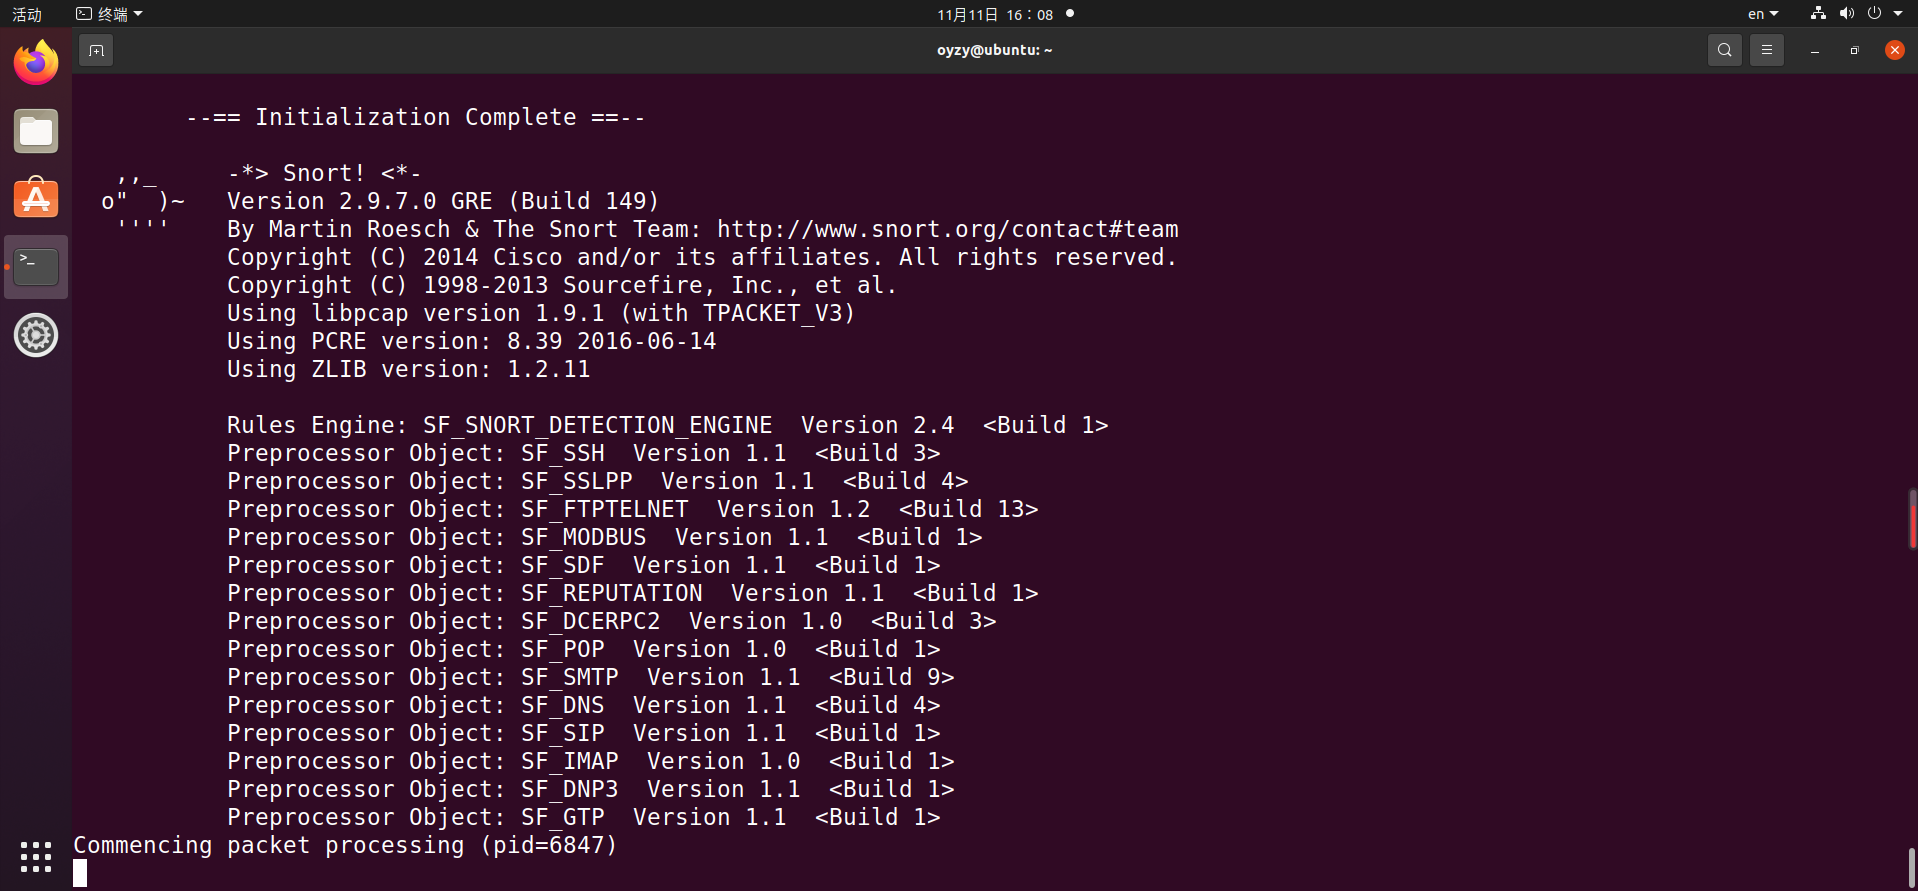 活动 终端 11月11日 16：08 en
oyzy@ubuntu: ~
--== Initialization Complete ==--
,,_ -*> Snort! <*-
o" )~ Version 2.9.7.0 GRE (Build 149)
'''' By Martin Roesch & The Snort Team: http://www.snort.org/contact#team
Copyright (C) 2014 Cisco and/or its affiliates. All rights reserved.
Copyright (C) 1998-2013 Sourcefire, Inc., et al.
Using libpcap version 1.9.1 (with TPACKET_V3)
Using PCRE version: 8.39 2016-06-14
Using ZLIB version: 1.2.11
Rules Engine: SF_SNORT_DETECTION_ENGINE Version 2.4 <Build 1>
Preprocessor Object: SF_SSH Version 1.1 <Build 3>
Preprocessor Object: SF_SSLPP Version 1.1 <Build 4>
Preprocessor Object: SF_FTPTELNET Version 1.2 <Build 13>
Preprocessor Object: SF_MODBUS Version 1.1 <Build 1>
Preprocessor Object: SF_SDF Version 1.1 <Build 1>
Preprocessor Object: SF_REPUTATION Version 1.1 <Build 1>
Preprocessor Object: SF_DCERPC2 Version 1.0 <Build 3>
Preprocessor Object: SF_POP Version 1.0 <Build 1>
Preprocessor Object: SF_SMTP Version 1.1 <Build 9>
Preprocessor Object: SF_DNS Version 1.1 <Build 4>
Preprocessor Object: SF_SIP Version 1.1 <Build 1>
Preprocessor Object: SF_IMAP Version 1.0 <Build 1>
Preprocessor Object: SF_DNP3 Version 1.1 <Build 1>
Preprocessor Object: SF_GTP Version 1.1 <Build 1>
Commencing packet processing (pid=6847)